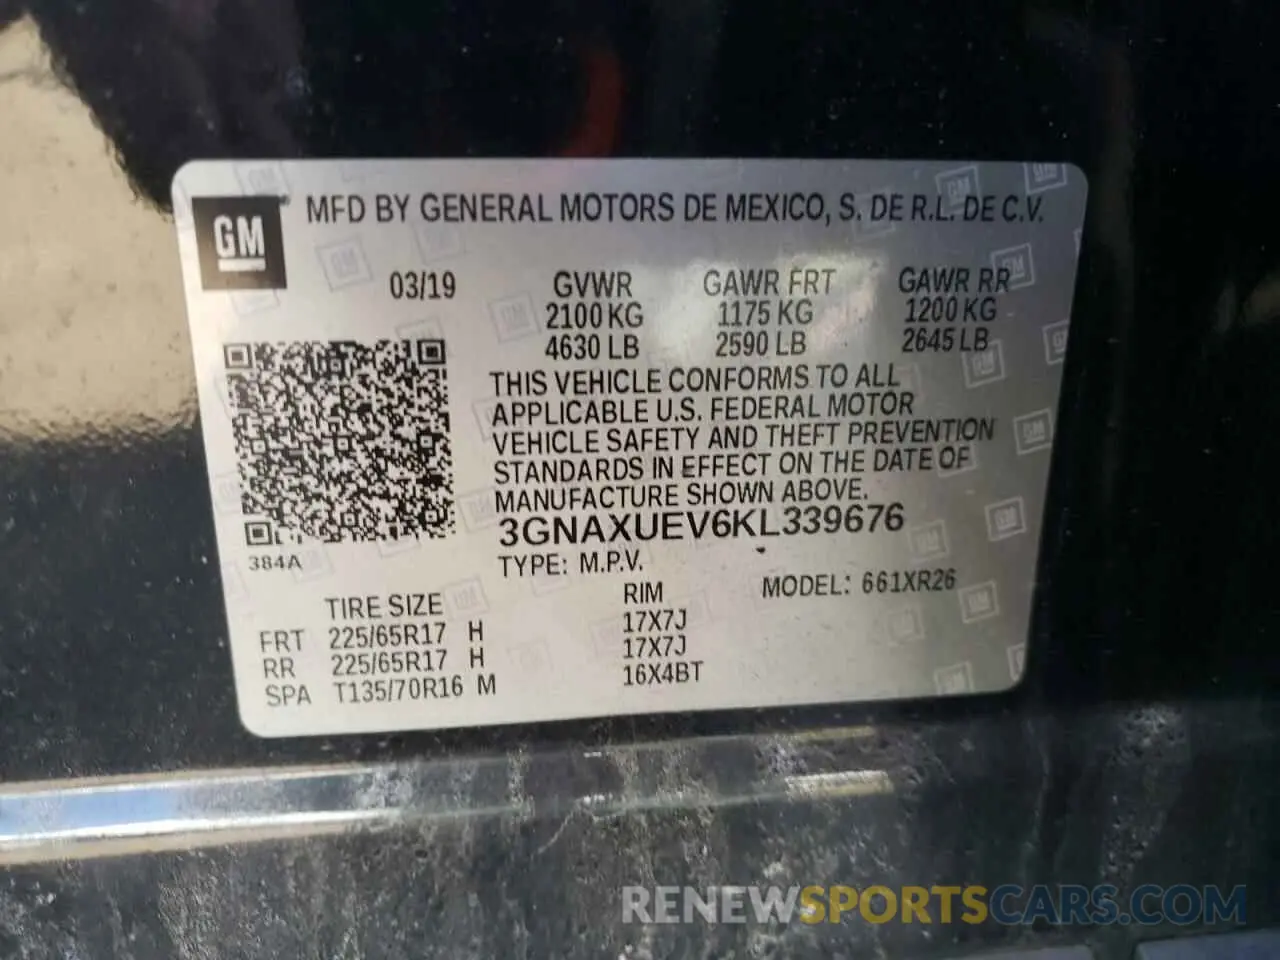 GM
MFD BY GENERAL MOTORS DE MEXICO, S. DE R.L. DE C.V.
03/19 GVWR GAWR FRT GAWR RR
2100 KG 1175 KG 1200 KG
4630 LB 2590 LB 2645 LB
THIS VEHICLE CONFORMS TO ALL
APPLICABLE U.S. FEDERAL MOTOR
VEHICLE SAFETY AND THEFT PREVENTION
STANDARDS IN EFFECT ON THE DATE OF
MANUFACTURE SHOWN ABOVE.
3GNAXUEV6KL339676
384A
TYPE: M.P.V.
MODEL: 661XR26
TIRE SIZE RIM
FRT 225/65R17 H 17X7J
RR 225/65R17 H 17X7J
SPA T135/70R16 M 16X4BT
RENEWSPORTSCARS.COM